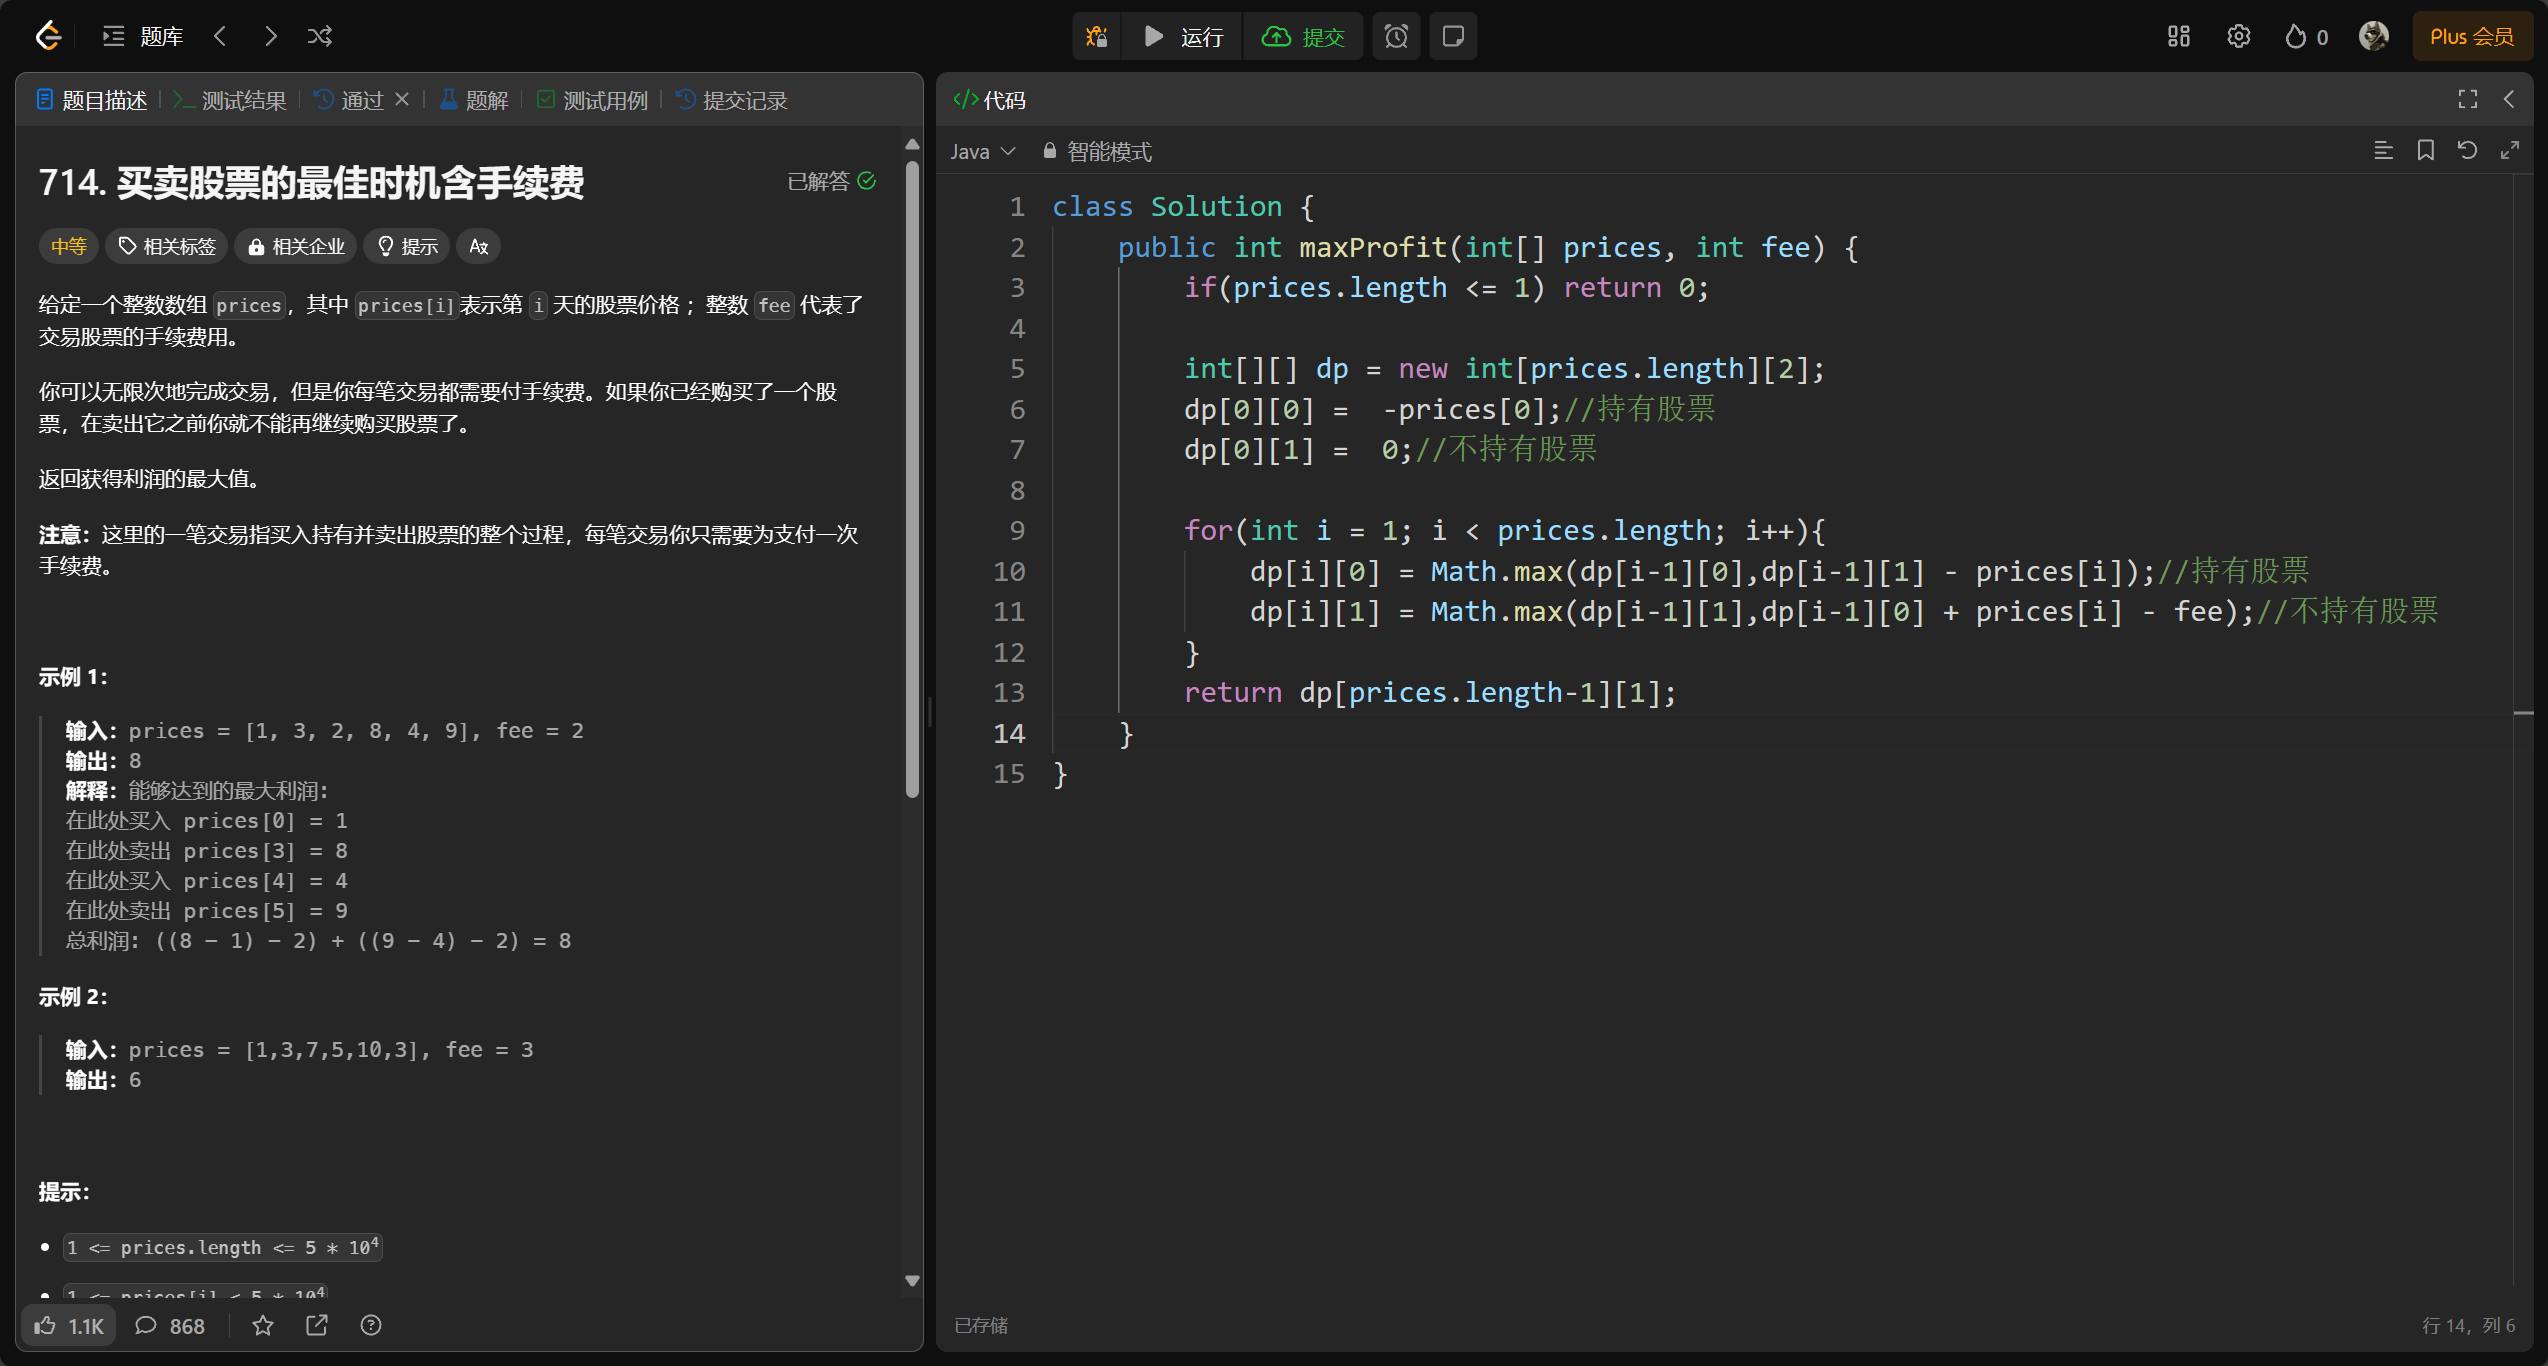 题库
运行
提交
0
Plus 会员
题目描述
测试结果
通过
题解
测试用例
提交记录
714. 买卖股票的最佳时机含手续费
已解答
中等
相关标签
相关企业
提示
给定一个整数数组 prices，其中 prices[i]表示第 i 天的股票价格 ；整数 fee 代表了
交易股票的手续费用。
你可以无限次地完成交易，但是你每笔交易都需要付手续费。如果你已经购买了一个股
票，在卖出它之前你就不能再继续购买股票了。
返回获得利润的最大值。
注意：这里的一笔交易指买入持有并卖出股票的整个过程，每笔交易你只需要为支付一次
手续费。
示例 1：
输入：prices = [1, 3, 2, 8, 4, 9], fee = 2
输出：8
解释：能够达到的最大利润:
在此处买入 prices[0] = 1
在此处卖出 prices[3] = 8
在此处买入 prices[4] = 4
在此处卖出 prices[5] = 9
总利润: ((8 - 1) - 2) + ((9 - 4) - 2) = 8
示例 2：
输入：prices = [1,3,7,5,10,3], fee = 3
输出：6
提示：
1 <= prices.length <= 5 * 10⁴
1 <= prices[i] < 5 * 10⁴
1.1K
868
代码
Java
智能模式
1 class Solution {
2     public int maxProfit(int[] prices, int fee) {
3         if(prices.length <= 1) return 0;
4
5         int[][] dp = new int[prices.length][2];
6         dp[0][0] =  -prices[0];//持有股票
7         dp[0][1] =  0;//不持有股票
8
9         for(int i = 1; i < prices.length; i++){
10             dp[i][0] = Math.max(dp[i-1][0],dp[i-1][1] - prices[i]);//持有股票
11             dp[i][1] = Math.max(dp[i-1][1],dp[i-1][0] + prices[i] - fee);//不持有股票
12         }
13         return dp[prices.length-1][1];
14     }
15 }
已存储
行 14，列 6